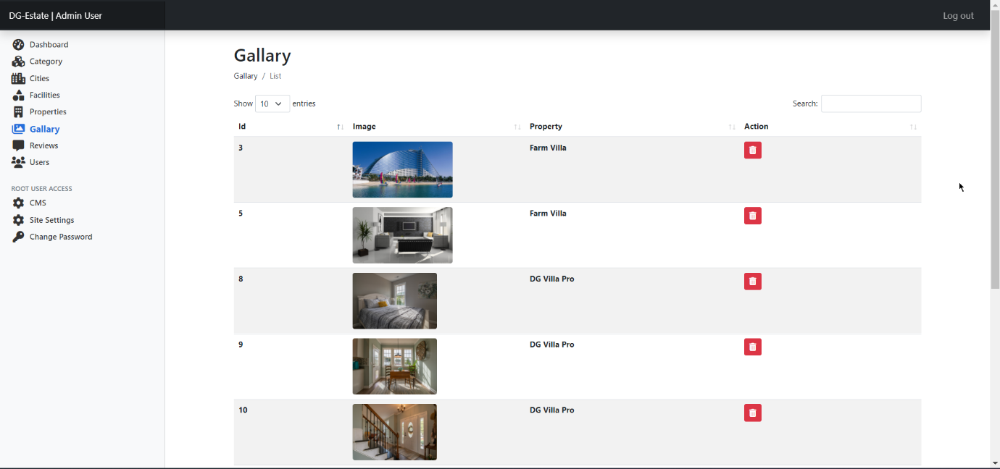 DG-Estate | Admin User
Log out
Dashboard
Category
Cities
Facilities
Properties
Gallary
Reviews
Users
ROOT USER ACCESS
CMS
Site Settings
Change Password
Gallary
Gallary / List
Show 10 entries
Search:
Id Image Property Action
3 Farm Villa
5 Farm Villa
8 DG Villa Pro
9 DG Villa Pro
10 DG Villa Pro